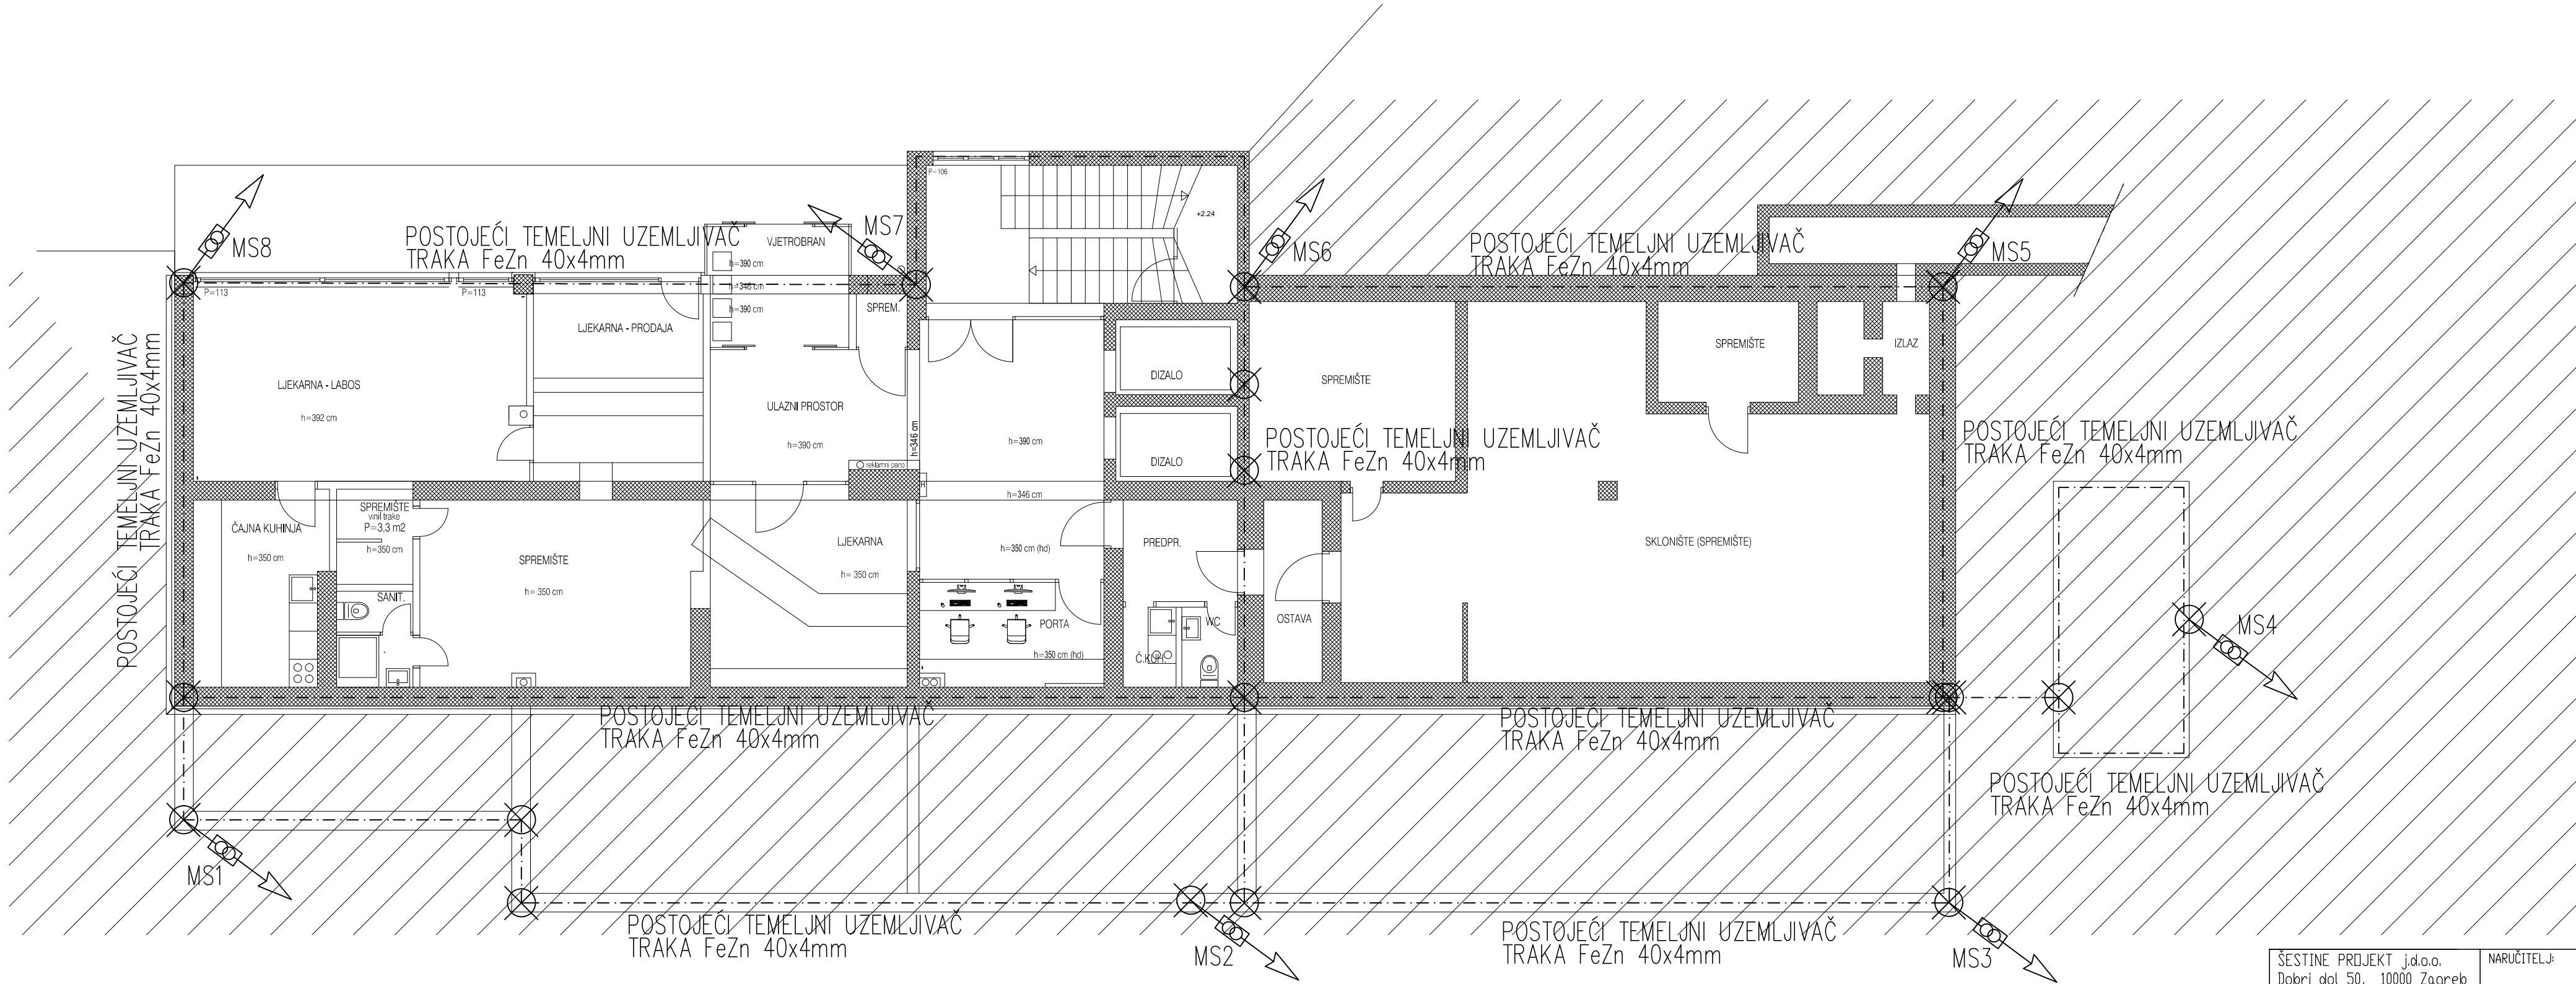 P=106
+2.24
MS8
POSTOJEĆI TEMELJNI UZEMLJIVAČ
TRAKA FeZn 40x4mm
VJETROBRAN
h=390 cm
h=346 cm
h=390 cm
MS7
MS6
POSTOJEĆI TEMELJNI UZEMLJIVAČ
TRAKA FeZn 40x4mm
MS5
P=113
P=113
SPREM.
LJEKARNA - PRODAJA
POSTOJEĆI TEMELJNI UZEMLJIVAČ
TRAKA FeZn 40x4mm
LJEKARNA - LABOS
h=392 cm
ULAZNI PROSTOR
h=390 cm
h=346 cm
h=390 cm
DIZALO
DIZALO
SPREMIŠTE
SPREMIŠTE
IZLAZ
POSTOJEĆI TEMELJNI UZEMLJIVAČ
TRAKA FeZn 40x4mm
POSTOJEĆI TEMELJNI UZEMLJIVAČ
TRAKA FeZn 40x4mm
reklamni pano
h=346 cm
ČAJNA KUHINJA
h=350 cm
SPREMIŠTE
vinil trake
P=3,3 m2
h=350 cm
SANIT.
SPREMIŠTE
h= 350 cm
LJEKARNA
h= 350 cm
h=350 cm (hd)
PREDPR.
SKLONIŠTE (SPREMIŠTE)
PORTA
h=350 cm (hd)
WC
Č.KUH.
OSTAVA
MS4
POSTOJEĆI TEMELJNI UZEMLJIVAČ
TRAKA FeZn 40x4mm
POSTOJEĆI TEMELJNI UZEMLJIVAČ
TRAKA FeZn 40x4mm
POSTOJEĆI TEMELJNI UZEMLJIVAČ
TRAKA FeZn 40x4mm
MS1
POSTOJEĆI TEMELJNI UZEMLJIVAČ
TRAKA FeZn 40x4mm
MS2
POSTOJEĆI TEMELJNI UZEMLJIVAČ
TRAKA FeZn 40x4mm
MS3
ŠESTINE PROJEKT j.d.o.o.
Dobri dol 50, 10000 Zagreb
NARUČITELJ: